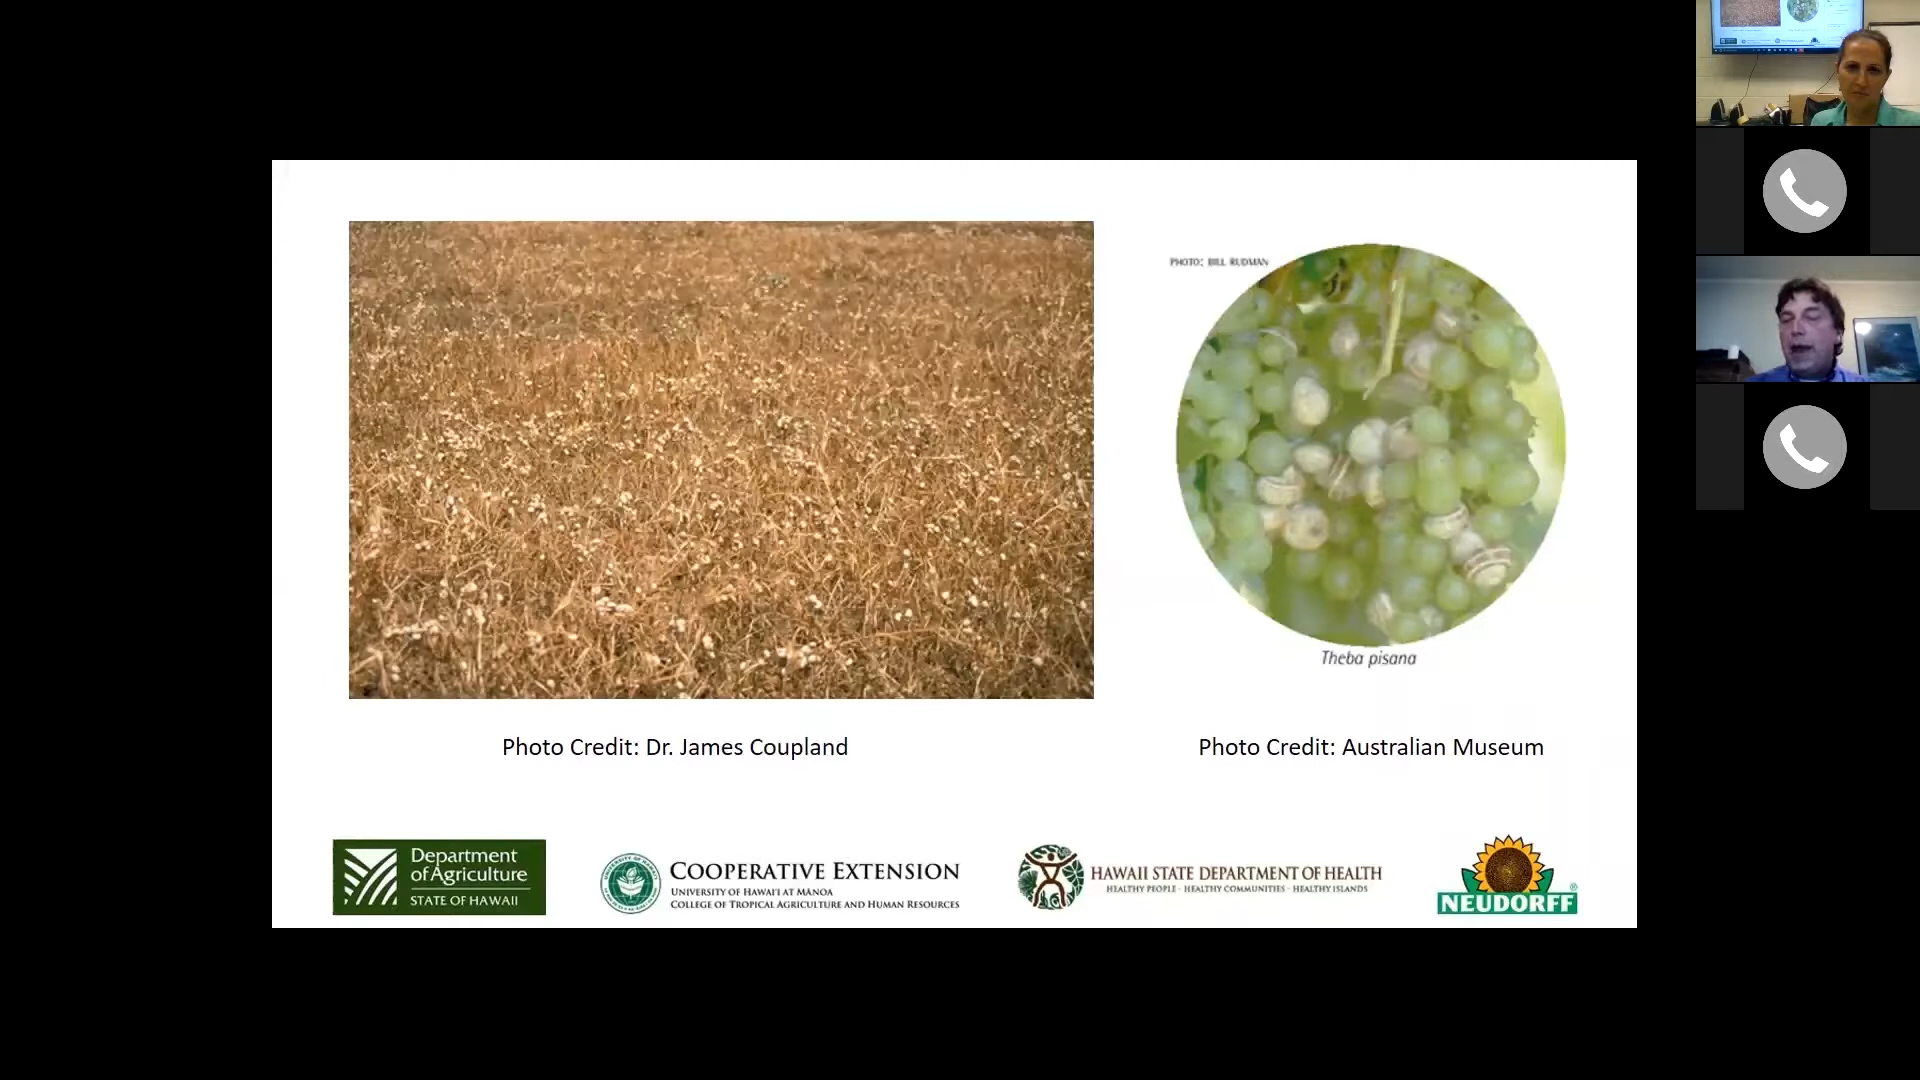 PHOTO: BILL RUDMAN
Theba pisana
Photo Credit: Dr. James Coupland
Photo Credit: Australian Museum
Department
of Agriculture
STATE OF HAWAII
COOPERATIVE EXTENSION
UNIVERSITY OF HAWAI'I AT MĀNOA
COLLEGE OF TROPICAL AGRICULTURE AND HUMAN RESOURCES
HAWAII STATE DEPARTMENT OF HEALTH
HEALTHY PEOPLE · HEALTHY COMMUNITIES · HEALTHY ISLANDS
NEUDORFF®